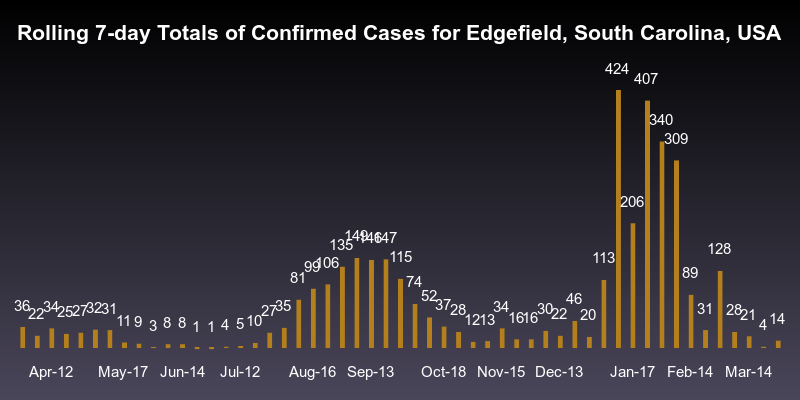 Rolling 7-day Totals of Confirmed Cases for Edgefield, South Carolina, USA
36 22 34 25 27 32 31 11 9 3 8 8 1 1 4 5 10 27 35 81 99 106 135 149 146 147 115 74 52 37 28 12 13 34 16 16 30 22 46 20 113 424 206 407 340 309 89 31 128 28 21 4 14
Apr-12 May-17 Jun-14 Jul-12 Aug-16 Sep-13 Oct-18 Nov-15 Dec-13 Jan-17 Feb-14 Mar-14